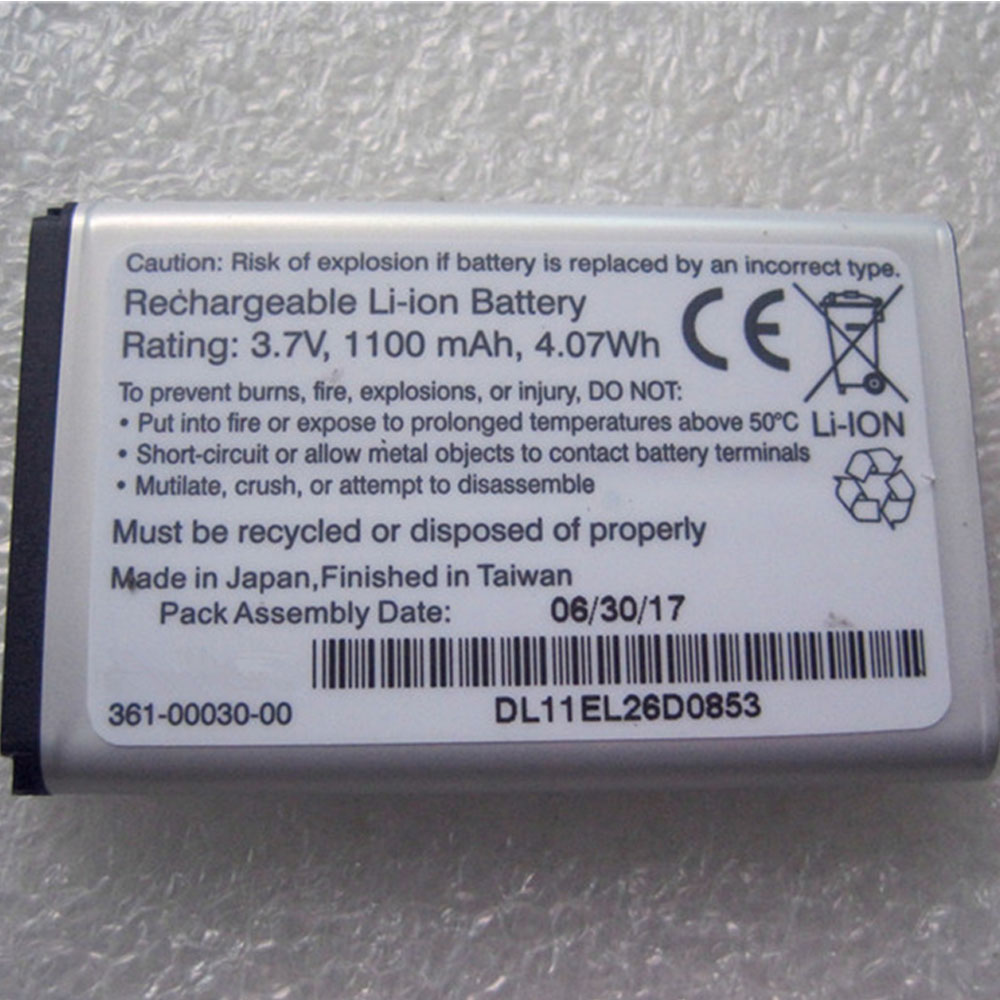 Caution: Risk of explosion if battery is replaced by an incorrect type.
Rechargeable Li-ion Battery
Rating: 3.7V, 1100 mAh, 4.07Wh
CE
To prevent burns, fire, explosions, or injury, DO NOT:
• Put into fire or expose to prolonged temperatures above 50°C
Li-ION
• Short-circuit or allow metal objects to contact battery terminals
• Mutilate, crush, or attempt to disassemble
Must be recycled or disposed of properly
Made in Japan,Finished in Taiwan
Pack Assembly Date: 06/30/17
361-00030-00 DL11EL26D0853